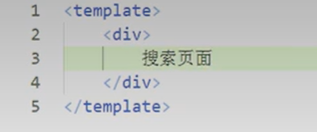 1 <template>
2 <div>
3 搜索页面
4 </div>
5 </template>